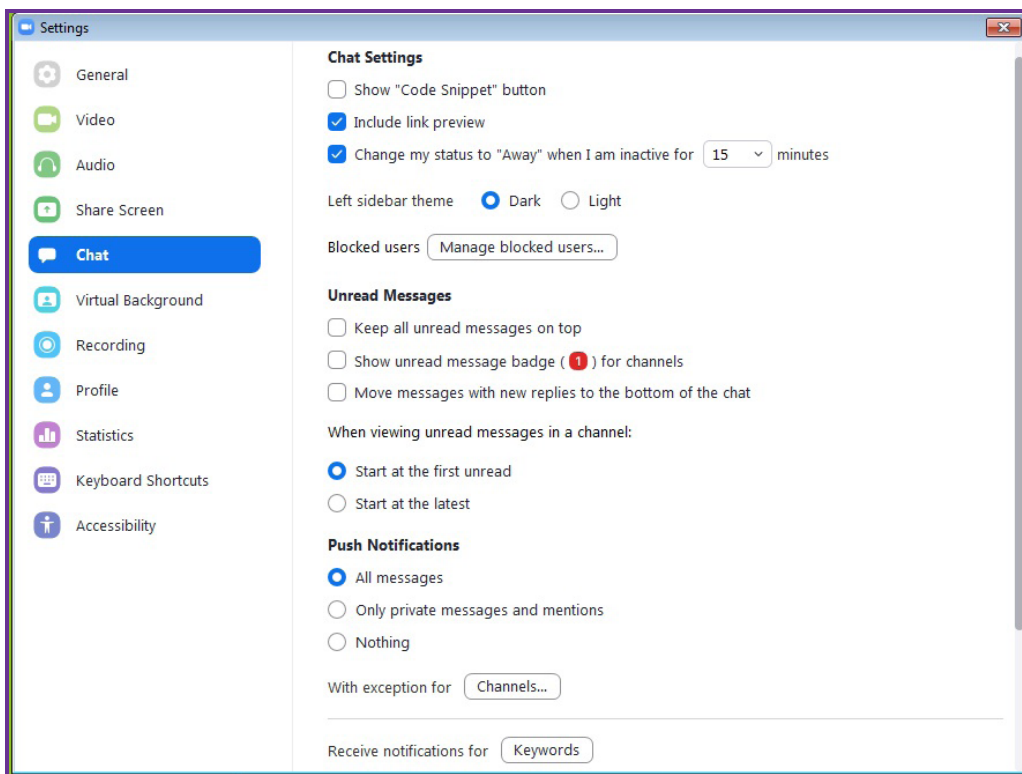 Settings
General
Video
Audio
Share Screen
Chat
Virtual Background
Recording
Profile
Statistics
Keyboard Shortcuts
Accessibility
Chat Settings
Show "Code Snippet" button
Include link preview
Change my status to "Away" when I am inactive for 15 minutes
Left sidebar theme Dark Light
Blocked users Manage blocked users...
Unread Messages
Keep all unread messages on top
Show unread message badge ( 1 ) for channels
Move messages with new replies to the bottom of the chat
When viewing unread messages in a channel:
Start at the first unread
Start at the latest
Push Notifications
All messages
Only private messages and mentions
Nothing
With exception for Channels...
Receive notifications for Keywords